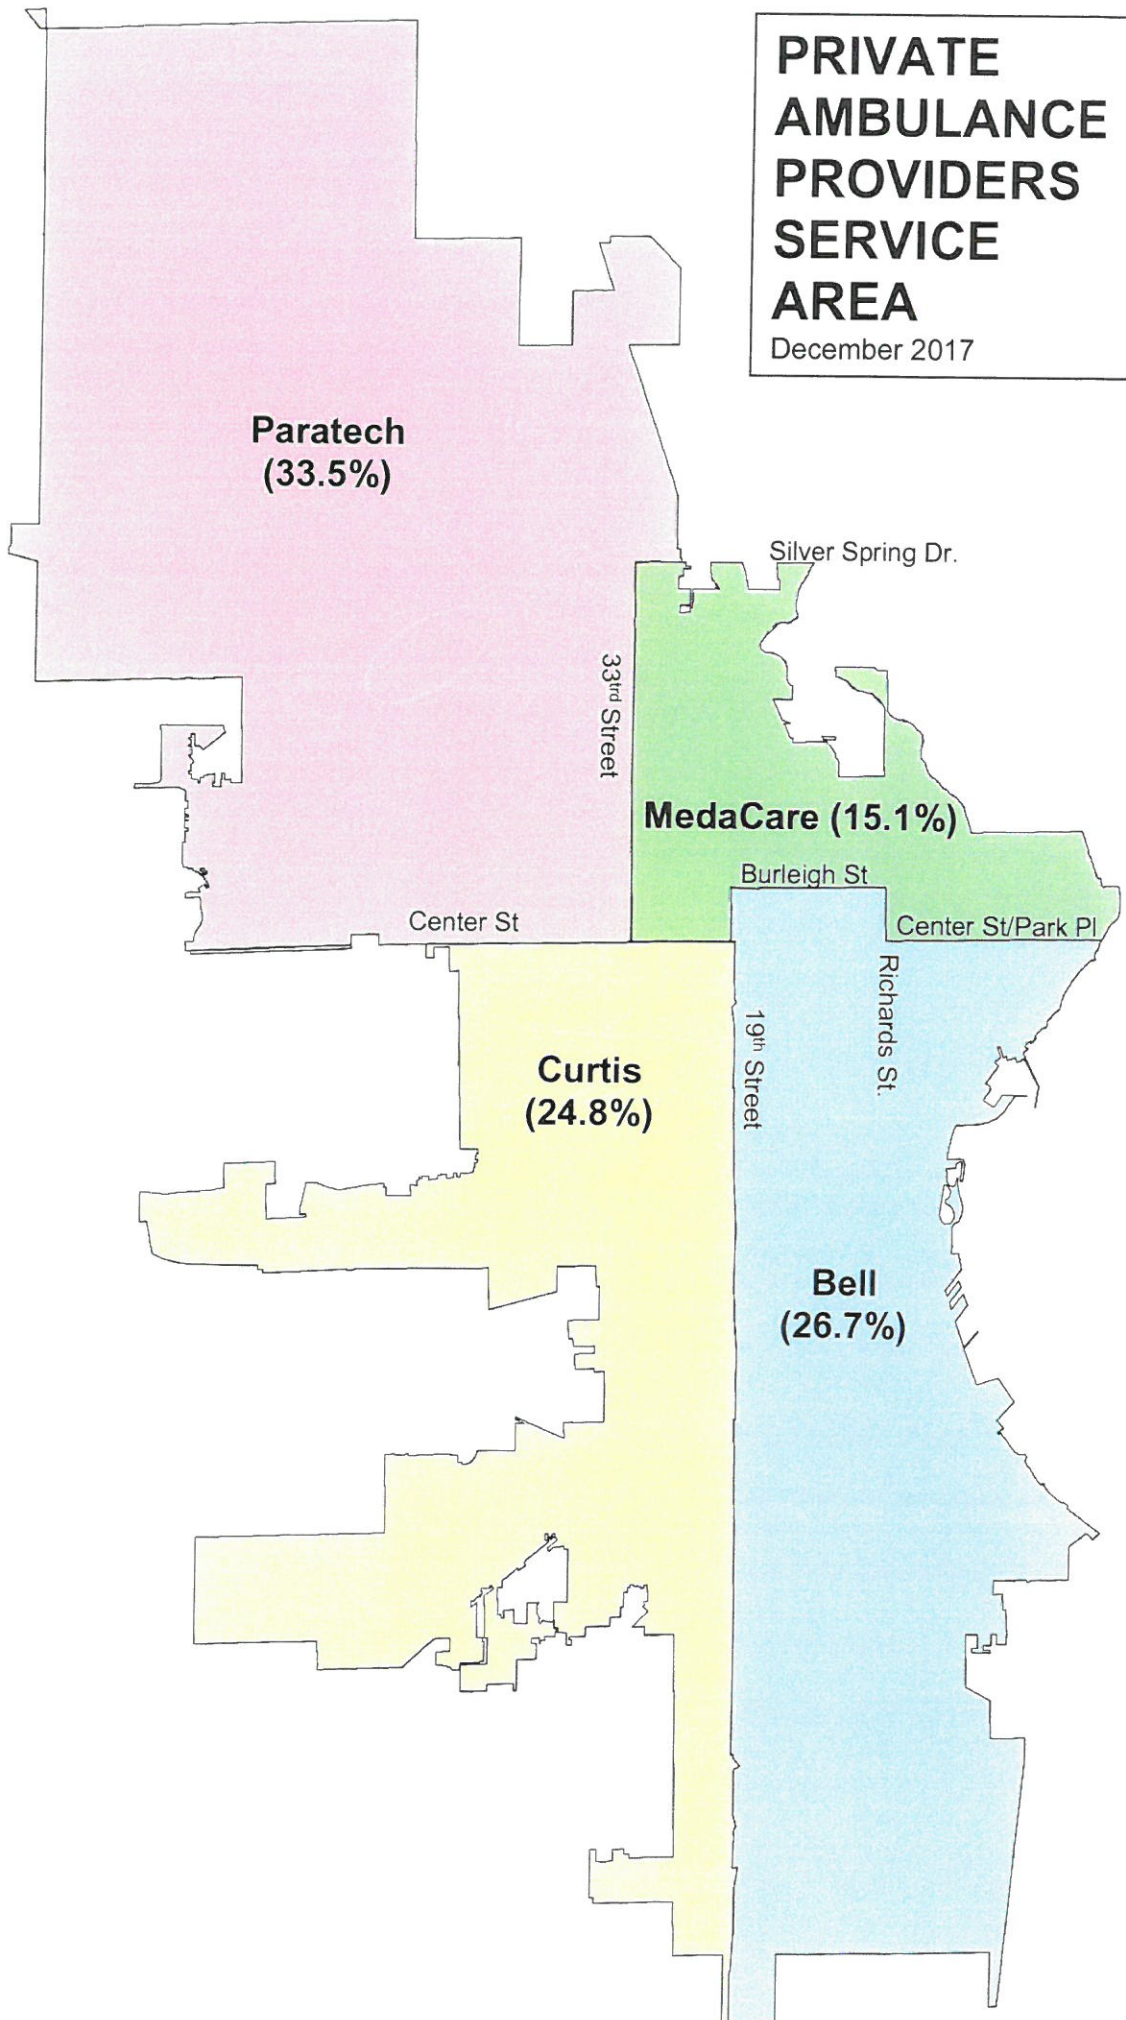 PRIVATE
AMBULANCE
PROVIDERS
SERVICE
AREA
December 2017
Paratech
(33.5%)
Silver Spring Dr.
33trd Street
MedaCare (15.1%)
Burleigh St
Center St
Center St/Park Pl
Richards St.
19th Street
Curtis
(24.8%)
Bell
(26.7%)